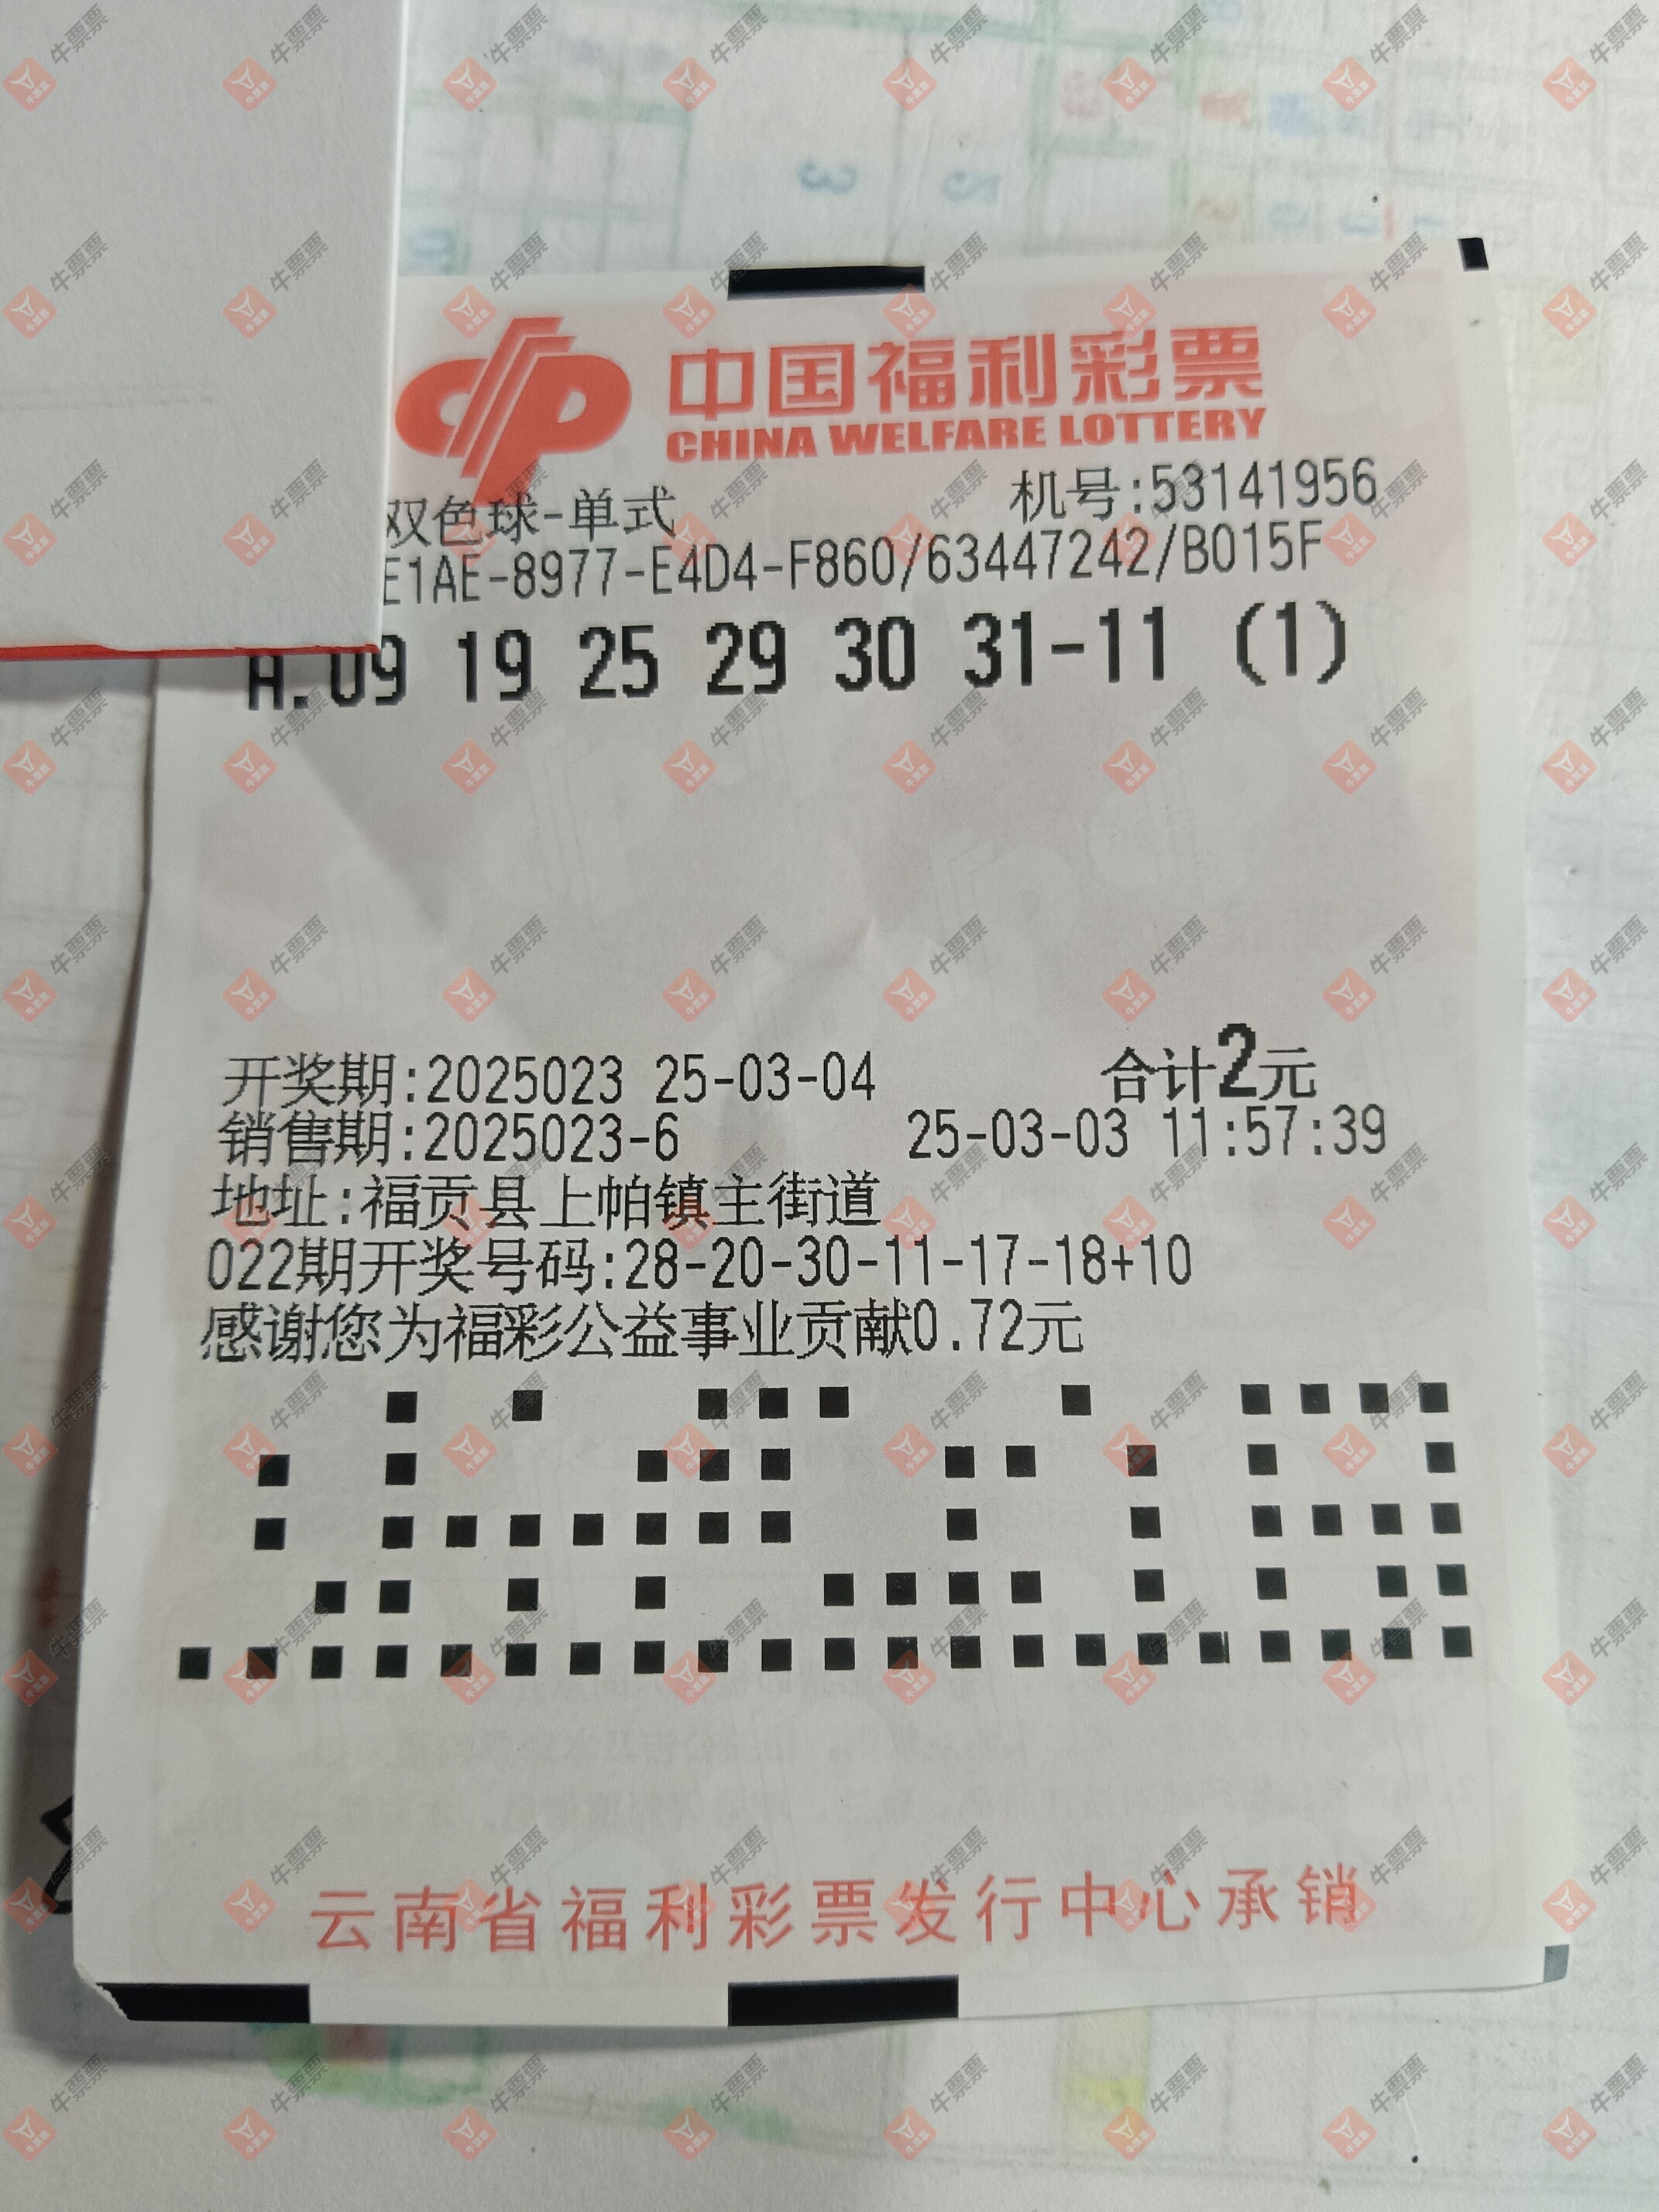 中国福利彩票
CHINA WELFARE LOTTERY
双色球-单式 机号:53141956
E1AE-8977-E4D4-F860/63447242/B015F
A.09 19 25 29 30 31-11 (1)
开奖期:2025023 25-03-04 合计2元
销售期:2025023-6 25-03-03 11:57:39
地址:福贡县上帕镇主街道
022期开奖号码:28-20-30-11-17-18+10
感谢您为福彩公益事业贡献0.72元
云南省福利彩票发行中心承销
牛票票